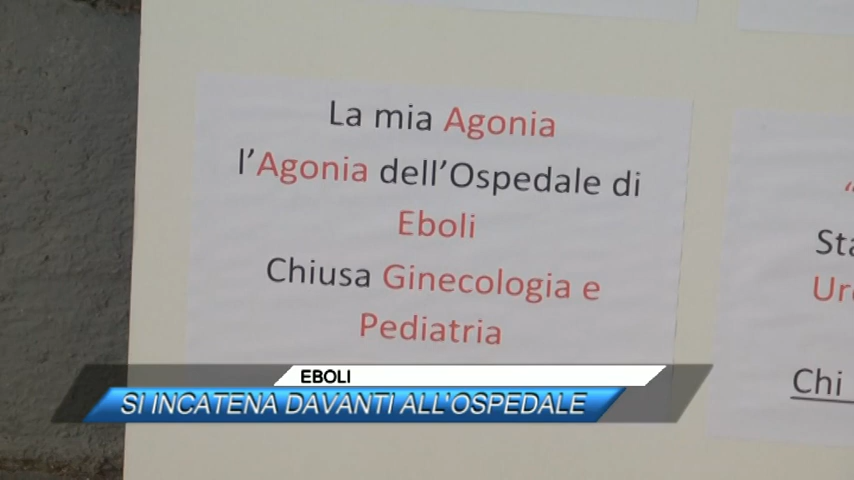 La mia Agonia
l'Agonia dell'Ospedale di
Eboli
Chiusa Ginecologia e
Pediatria
Chi
EBOLI
SI INCATENA DAVANTI ALL'OSPEDALE